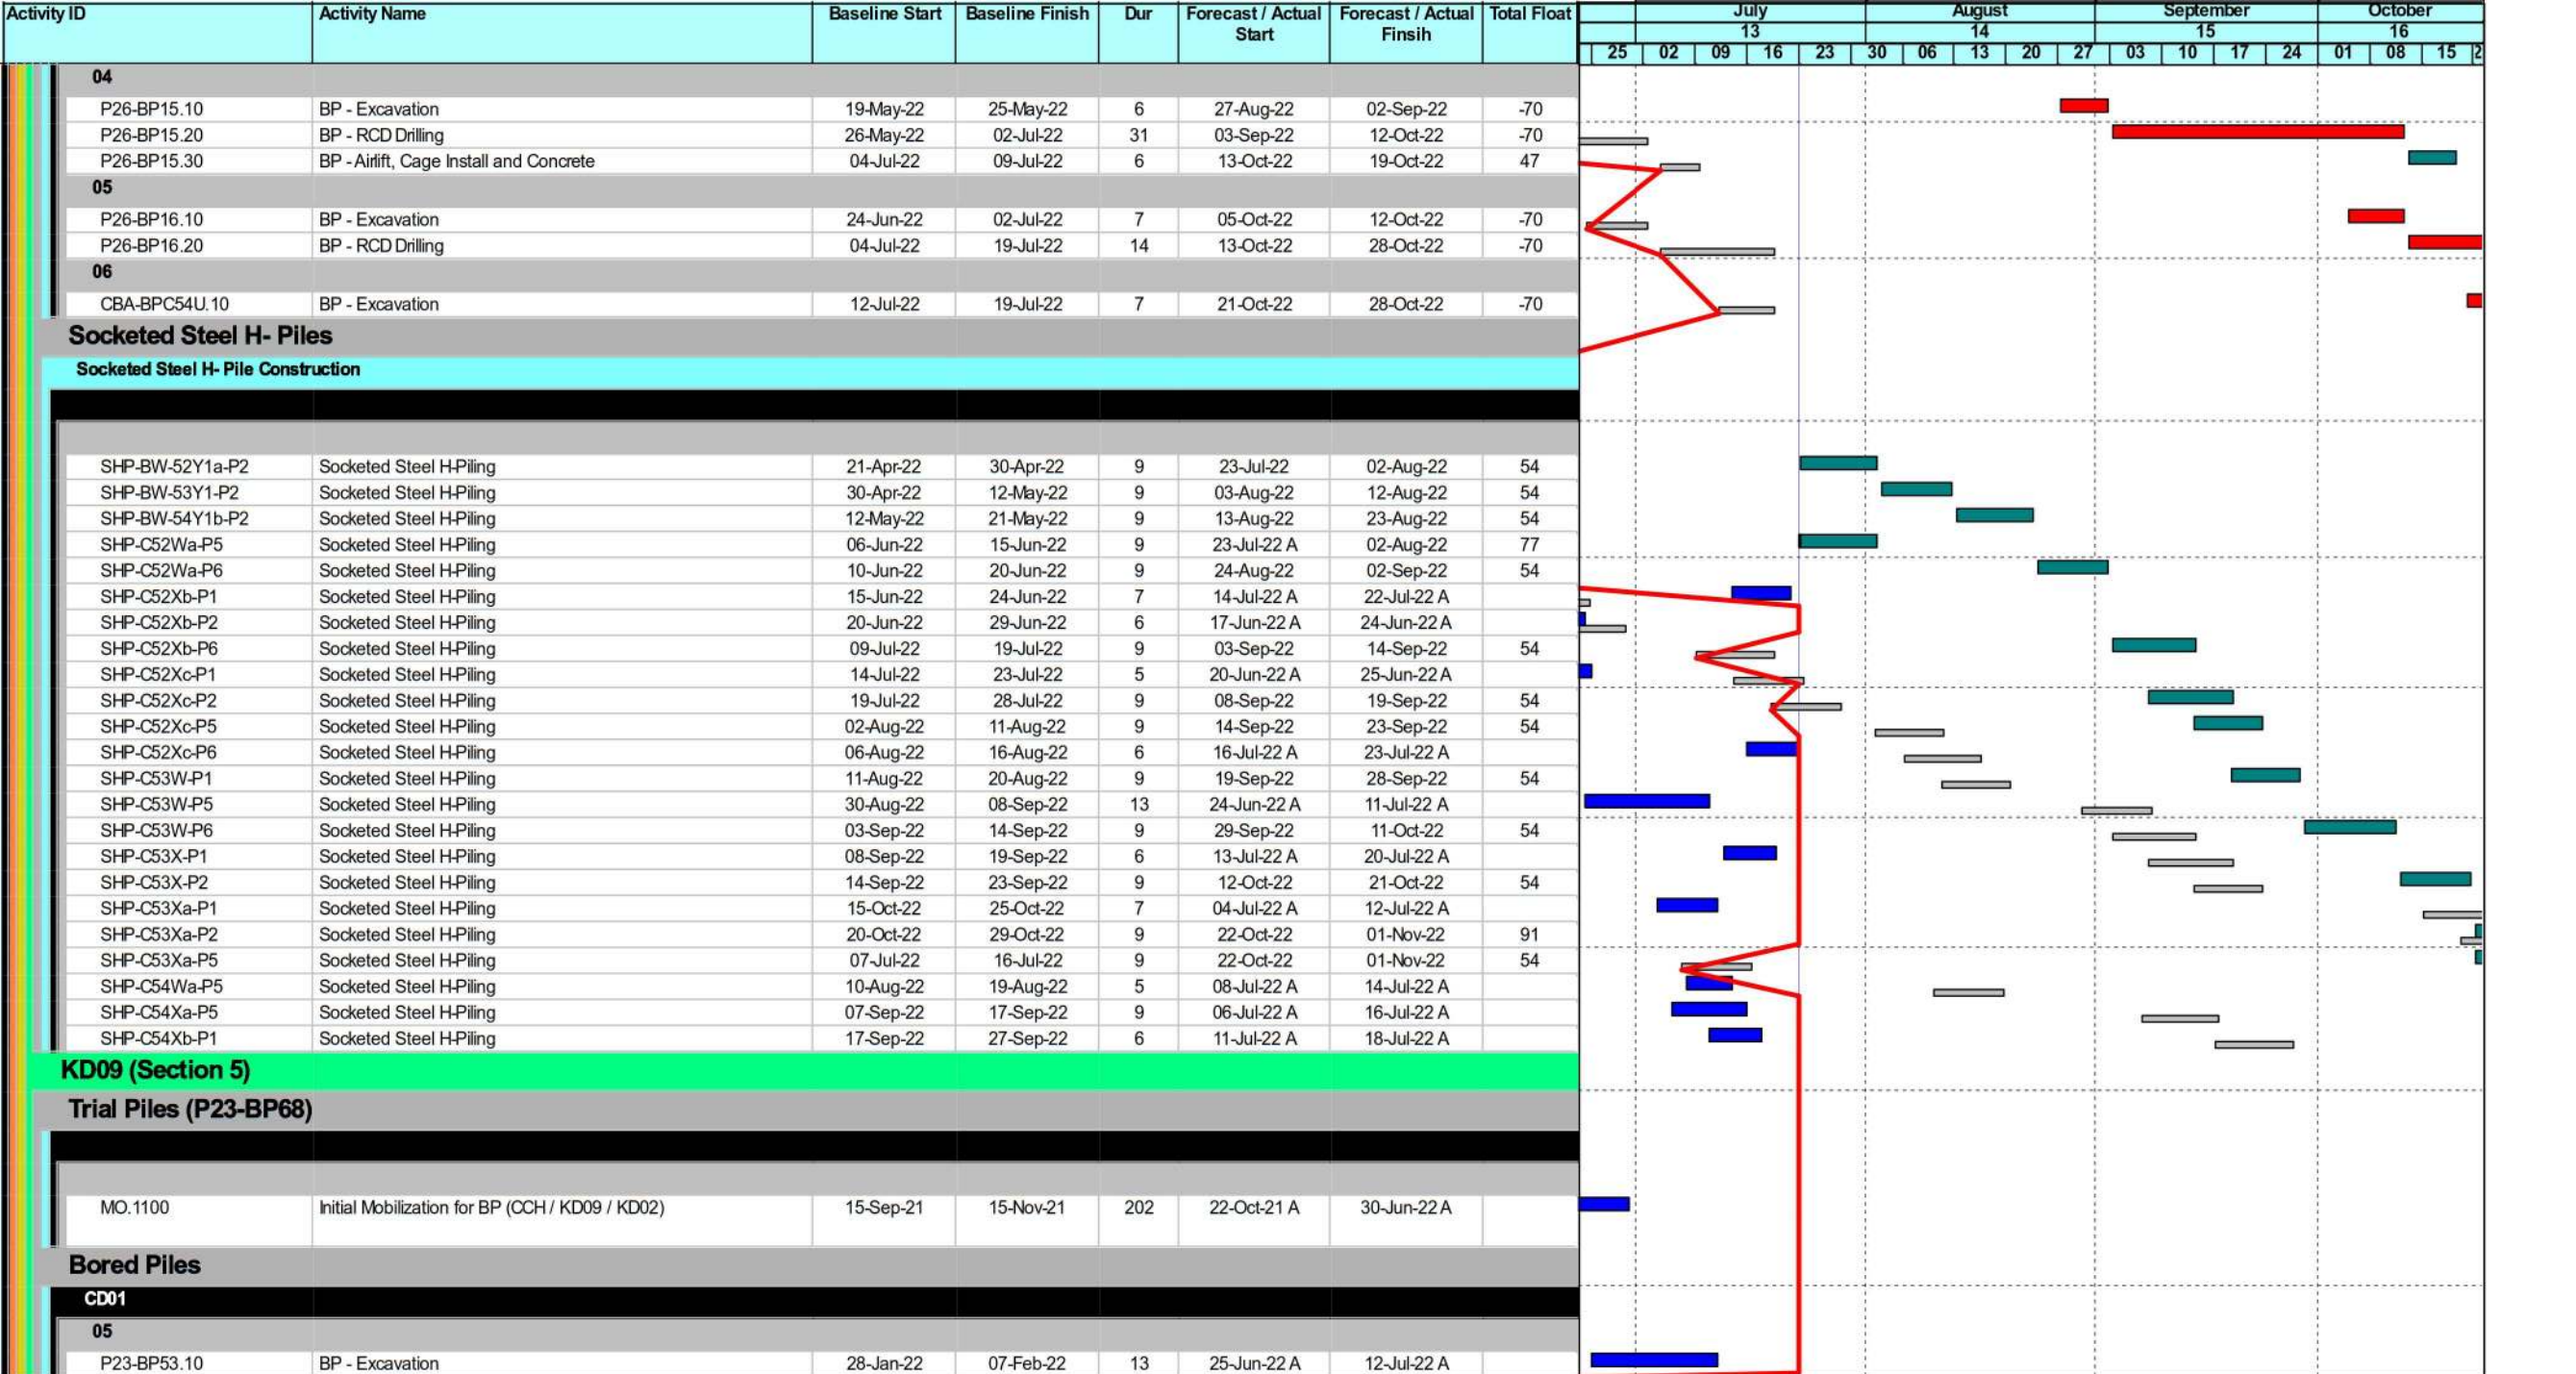 Activity ID Activity Name Baseline Start Baseline Finish Dur Forecast / Actual Start Forecast / Actual Finsih Total Float July August September October
13 14 15 16
25 02 09 16 23 30 06 13 20 27 03 10 17 24 01 08 15 2
04
P26-BP15.10 BP - Excavation 19-May-22 25-May-22 6 27-Aug-22 02-Sep-22 -70
P26-BP15.20 BP - RCD Drilling 26-May-22 02-Jul-22 31 03-Sep-22 12-Oct-22 -70
P26-BP15.30 BP - Airlift, Cage Install and Concrete 04-Jul-22 09-Jul-22 6 13-Oct-22 19-Oct-22 47
05
P26-BP16.10 BP - Excavation 24-Jun-22 02-Jul-22 7 05-Oct-22 12-Oct-22 -70
P26-BP16.20 BP - RCD Drilling 04-Jul-22 19-Jul-22 14 13-Oct-22 28-Oct-22 -70
06
CBA-BPC54U.10 BP - Excavation 12-Jul-22 19-Jul-22 7 21-Oct-22 28-Oct-22 -70
Socketed Steel H- Piles
Socketed Steel H- Pile Construction
SHP-BW-52Y1a-P2 Socketed Steel H-Piling 21-Apr-22 30-Apr-22 9 23-Jul-22 02-Aug-22 54
SHP-BW-53Y1-P2 Socketed Steel H-Piling 30-Apr-22 12-May-22 9 03-Aug-22 12-Aug-22 54
SHP-BW-54Y1b-P2 Socketed Steel H-Piling 12-May-22 21-May-22 9 13-Aug-22 23-Aug-22 54
SHP-C52Wa-P5 Socketed Steel H-Piling 06-Jun-22 15-Jun-22 9 23-Jul-22 A 02-Aug-22 77
SHP-C52Wa-P6 Socketed Steel H-Piling 10-Jun-22 20-Jun-22 9 24-Aug-22 02-Sep-22 54
SHP-C52Xb-P1 Socketed Steel H-Piling 15-Jun-22 24-Jun-22 7 14-Jul-22 A 22-Jul-22 A
SHP-C52Xb-P2 Socketed Steel H-Piling 20-Jun-22 29-Jun-22 6 17-Jun-22 A 24-Jun-22 A
SHP-C52Xb-P6 Socketed Steel H-Piling 09-Jul-22 19-Jul-22 9 03-Sep-22 14-Sep-22 54
SHP-C52Xc-P1 Socketed Steel H-Piling 14-Jul-22 23-Jul-22 5 20-Jun-22 A 25-Jun-22 A
SHP-C52Xc-P2 Socketed Steel H-Piling 19-Jul-22 28-Jul-22 9 08-Sep-22 19-Sep-22 54
SHP-C52Xc-P5 Socketed Steel H-Piling 02-Aug-22 11-Aug-22 9 14-Sep-22 23-Sep-22 54
SHP-C52Xc-P6 Socketed Steel H-Piling 06-Aug-22 16-Aug-22 6 16-Jul-22 A 23-Jul-22 A
SHP-C53W-P1 Socketed Steel H-Piling 11-Aug-22 20-Aug-22 9 19-Sep-22 28-Sep-22 54
SHP-C53W-P5 Socketed Steel H-Piling 30-Aug-22 08-Sep-22 13 24-Jun-22 A 11-Jul-22 A
SHP-C53W-P6 Socketed Steel H-Piling 03-Sep-22 14-Sep-22 9 29-Sep-22 11-Oct-22 54
SHP-C53X-P1 Socketed Steel H-Piling 08-Sep-22 19-Sep-22 6 13-Jul-22 A 20-Jul-22 A
SHP-C53X-P2 Socketed Steel H-Piling 14-Sep-22 23-Sep-22 9 12-Oct-22 21-Oct-22 54
SHP-C53Xa-P1 Socketed Steel H-Piling 15-Oct-22 25-Oct-22 7 04-Jul-22 A 12-Jul-22 A
SHP-C53Xa-P2 Socketed Steel H-Piling 20-Oct-22 29-Oct-22 9 22-Oct-22 01-Nov-22 91
SHP-C53Xa-P5 Socketed Steel H-Piling 07-Jul-22 16-Jul-22 9 22-Oct-22 01-Nov-22 54
SHP-C54Wa-P5 Socketed Steel H-Piling 10-Aug-22 19-Aug-22 5 08-Jul-22 A 14-Jul-22 A
SHP-C54Xa-P5 Socketed Steel H-Piling 07-Sep-22 17-Sep-22 9 06-Jul-22 A 16-Jul-22 A
SHP-C54Xb-P1 Socketed Steel H-Piling 17-Sep-22 27-Sep-22 6 11-Jul-22 A 18-Jul-22 A
KD09 (Section 5)
Trial Piles (P23-BP68)
MO.1100 Initial Mobilization for BP (CCH / KD09 / KD02) 15-Sep-21 15-Nov-21 202 22-Oct-21 A 30-Jun-22 A
Bored Piles
CD01
05
P23-BP53.10 BP - Excavation 28-Jan-22 07-Feb-22 13 25-Jun-22 A 12-Jul-22 A